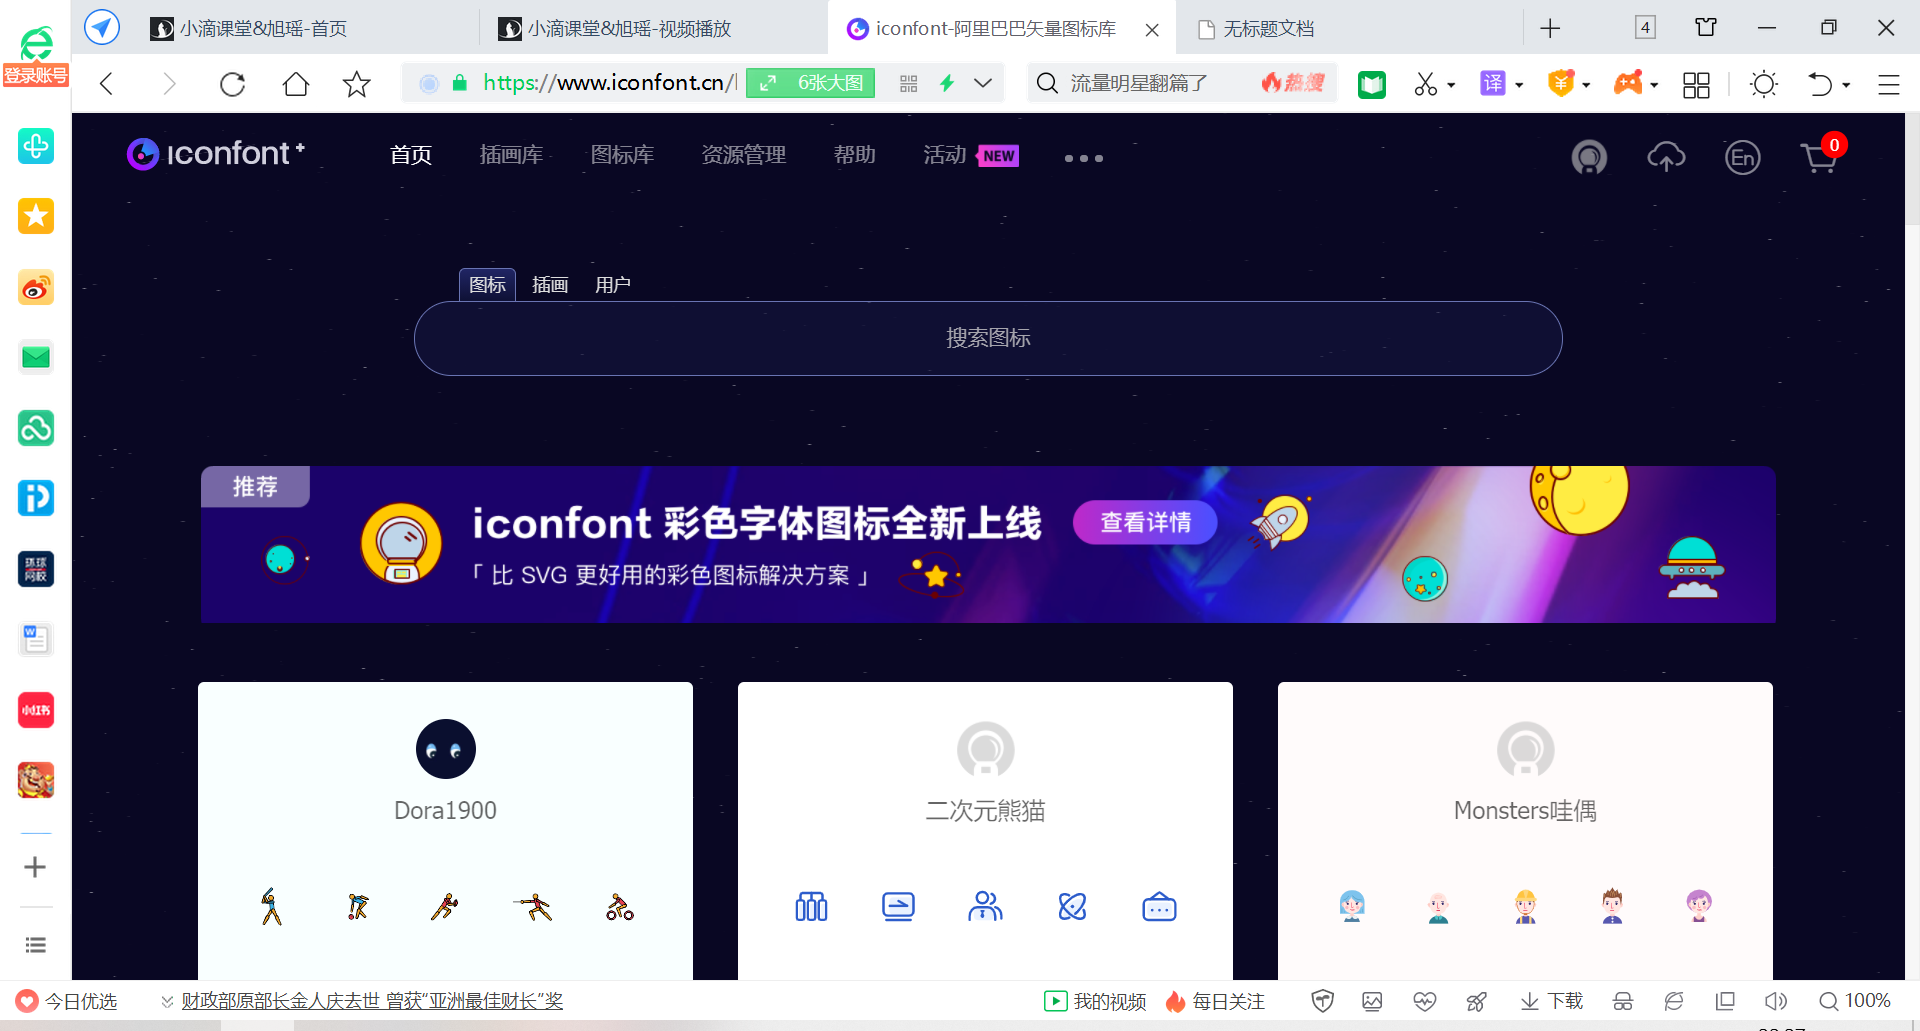 小滴课堂&旭瑶-首页
小滴课堂&旭瑶-视频播放
iconfont-阿里巴巴矢量图标库
无标题文档
4
登录账号
https://www.iconfont.cn/
6张大图
流量明星翻篇了
热搜
译
iconfont+
首页
插画库
图标库
资源管理
帮助
活动
NEW
En
0
图标
插画
用户
搜索图标
推荐
iconfont 彩色字体图标全新上线
查看详情
「 比 SVG 更好用的彩色图标解决方案 」
环球
网校
小红书
Dora1900
二次元熊猫
Monsters哇偶
今日优选
财政部原部长金人庆去世 曾获“亚洲最佳财长”奖
我的视频
每日关注
下载
100%